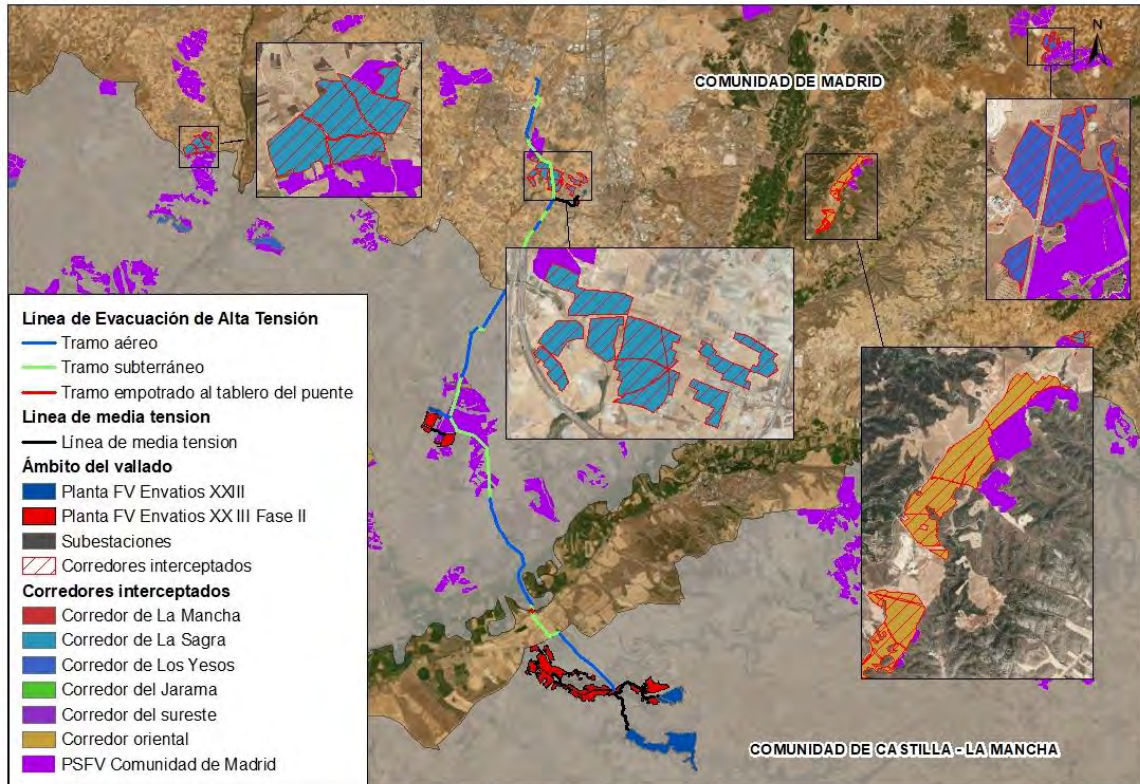 COMUNIDAD DE MADRID
N
Línea de Evacuación de Alta Tensión
Tramo aéreo
Tramo subterráneo
Tramo empotrado al tablero del puente
Línea de media tension
Línea de media tension
Ámbito del vallado
Planta FV Envatios XXIII
Planta FV Envatios XX III Fase II
Subestaciones
Corredores interceptados
Corredores interceptados
Corredor de La Mancha
Corredor de La Sagra
Corredor de Los Yesos
Corredor del Jarama
Corredor del sureste
Corredor oriental
PSFV Comunidad de Madrid
COMUNIDAD DE CASTILLA - LA MANCHA